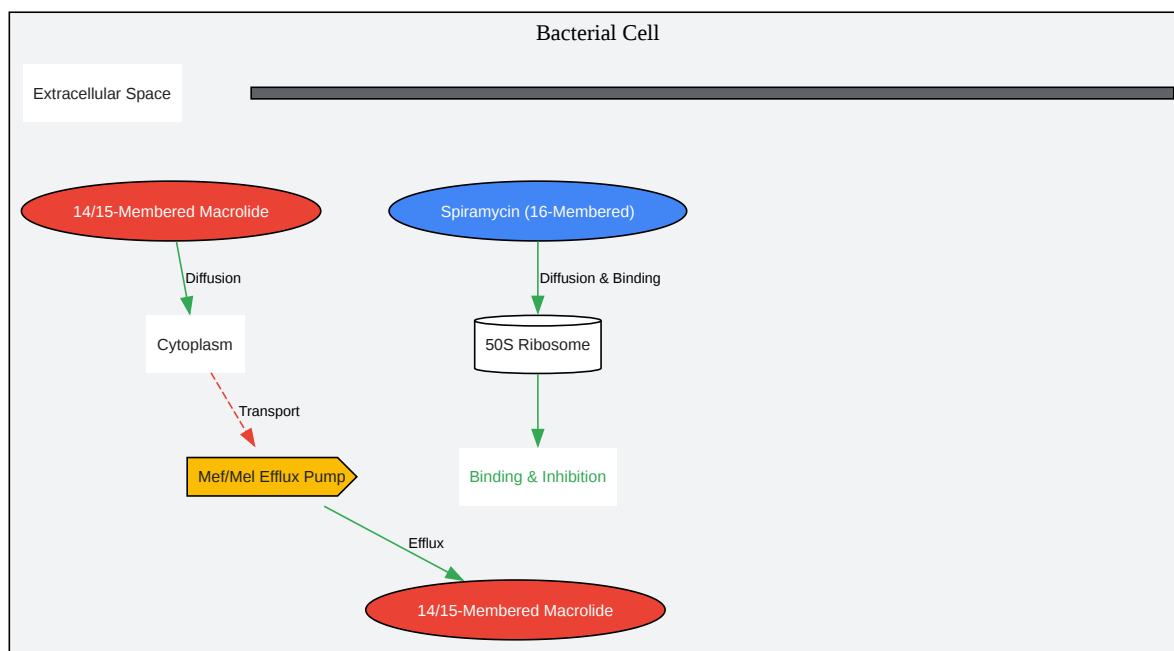 Bacterial Cell
Extracellular Space
14/15-Membered Macrolide
Spiramycin (16-Membered)
Diffusion
Diffusion & Binding
Cytoplasm
50S Ribosome
Transport
Mef/Mel Efflux Pump
Binding & Inhibition
Efflux
14/15-Membered Macrolide